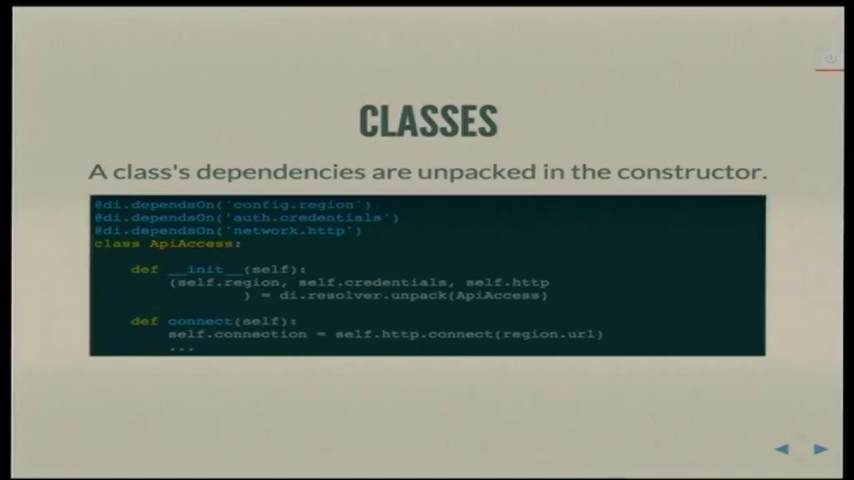 CLASSES
A class's dependencies are unpacked in the constructor.
@di.dependsOn('config.region')
@di.dependsOn('auth.credentials')
@di.dependsOn('network.http')
class ApiAccess:
def __init__(self):
(self.region, self.credentials, self.http
) = di.resolver.unpack(ApiAccess)
def connect(self):
self.connection = self.http.connect(region.url)
...